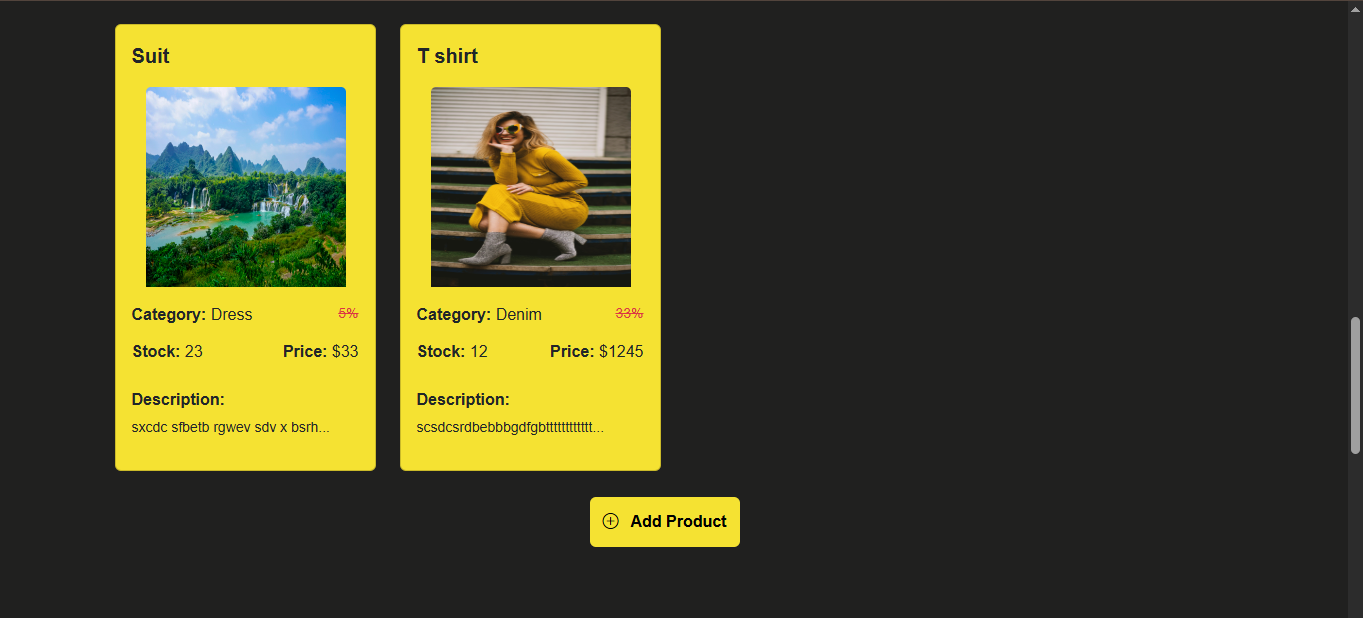 Suit
Category: Dress 5%
Stock: 23 Price: $33
Description:
sxcdc sfbetb rgwev sdv x bsrh...
T shirt
Category: Denim 33%
Stock: 12 Price: $1245
Description:
scsdcsrdbebbbgdfgbttttttttttttt...
Add Product